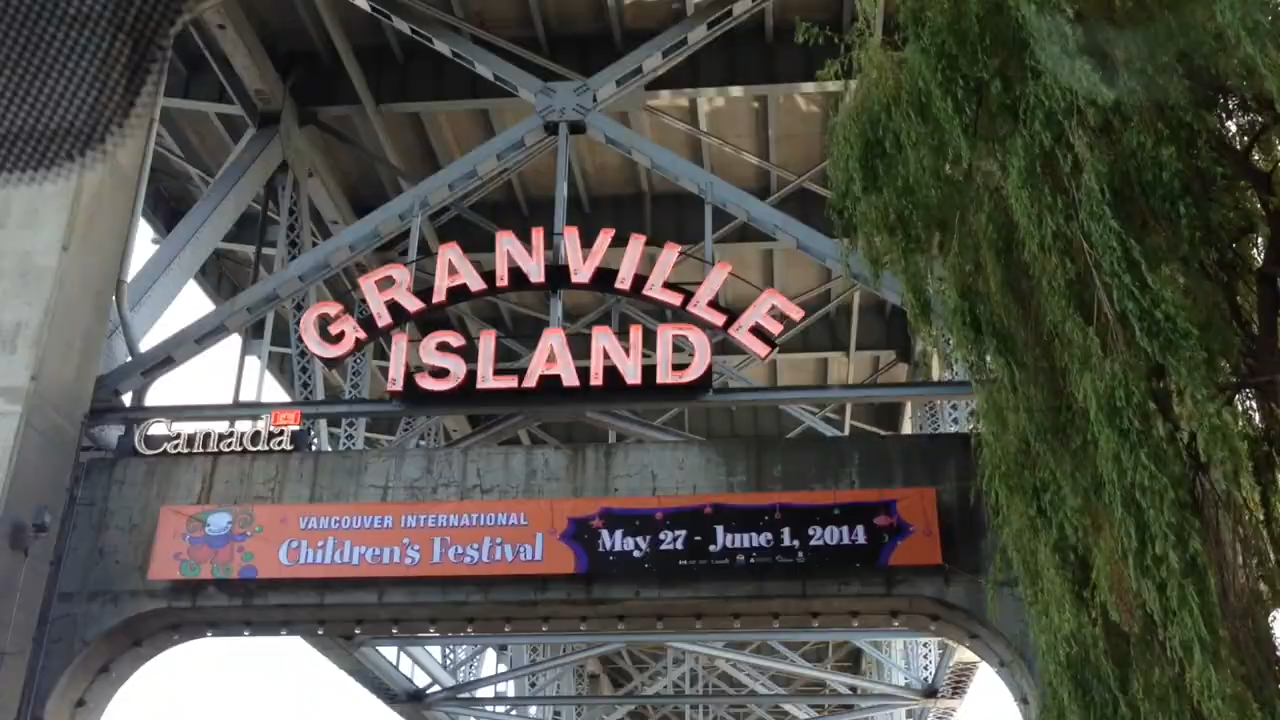 GRANVILLE
ISLAND
Canada
VANCOUVER INTERNATIONAL
Children's Festival
May 27 - June 1, 2014